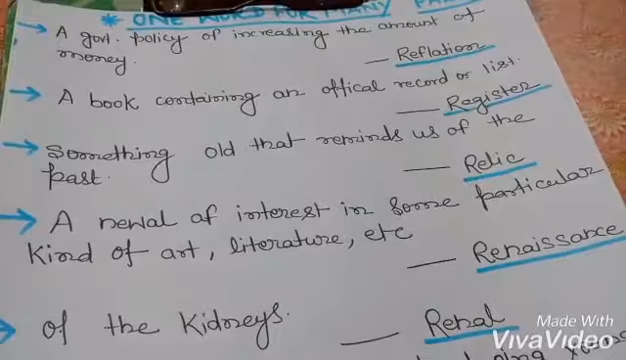 * ONE WORD FOR MANY
→ A govt. policy of increasing the amount of
money.
— Reflation
→ A book containing an offical record or list.
— Register
→ Something old that reminds us of the
past.
— Relic
→ A newal of interest in some particular
kind of art, literature, etc
— Renaissance
of the kidneys.
— Renal
Made With
VivaVideo